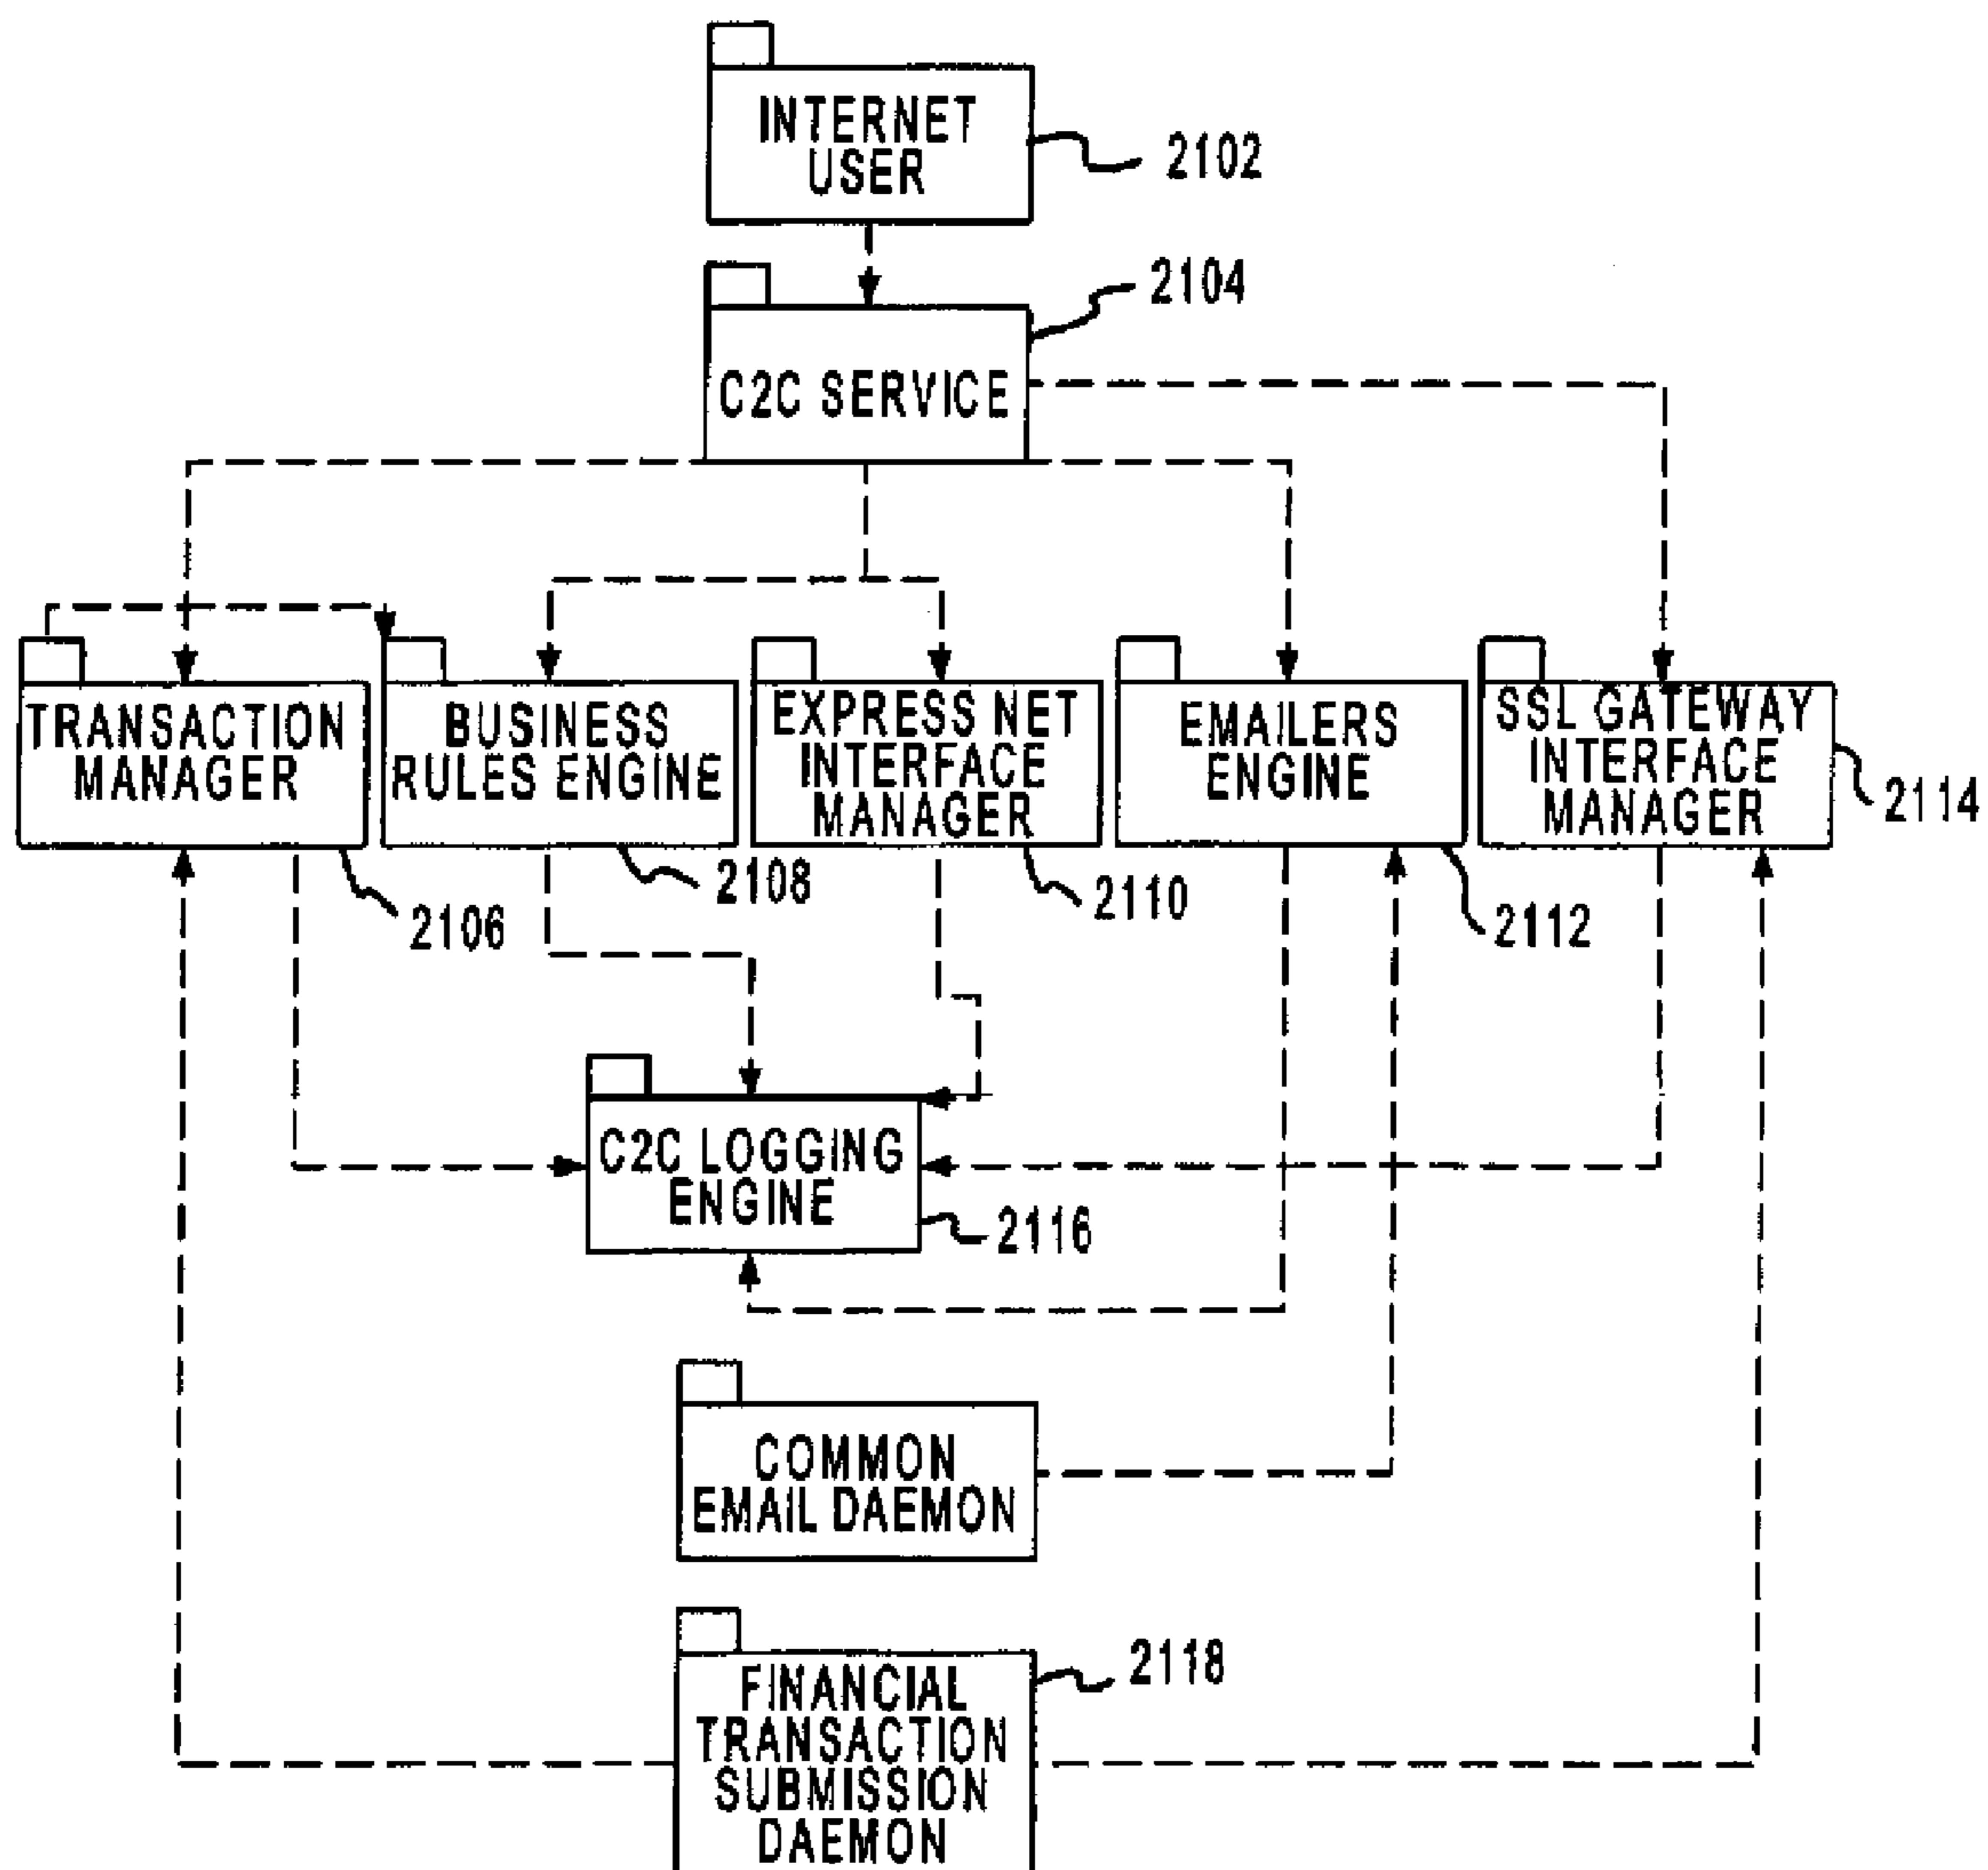 INTERNET
USER
2102
2104
C2C SERVICE
TRANSACTION
MANAGER
2106
BUSINESS
RULES ENGINE
2108
EXPRESS NET
INTERFACE
MANAGER
2110
EMAILERS
ENGINE
2112
SSL GATEWAY
INTERFACE
MANAGER
2114
C2C LOGGING
ENGINE
2116
COMMON
EMAIL DAEMON
2118
FINANCIAL
TRANSACTION
SUBMISSION
DAEMON